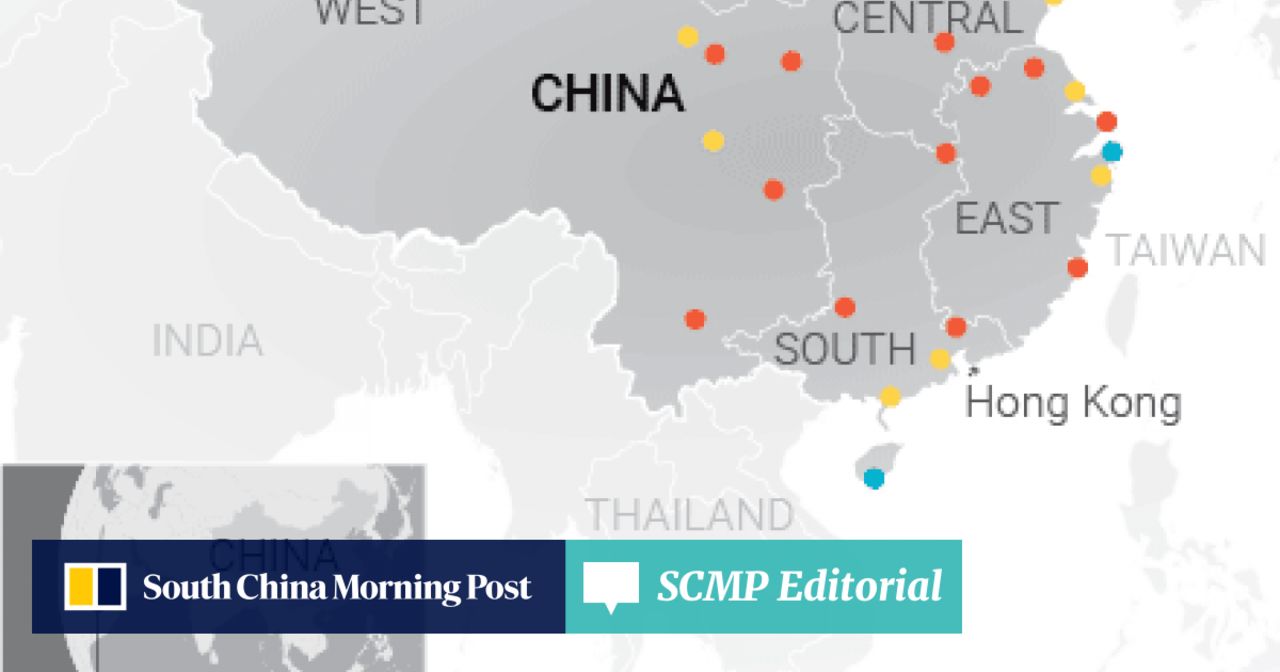 WEST
CENTRAL
CHINA
EAST
TAIWAN
INDIA
SOUTH
Hong Kong
THAILAND
CHINA
South China Morning Post
SCMP Editorial